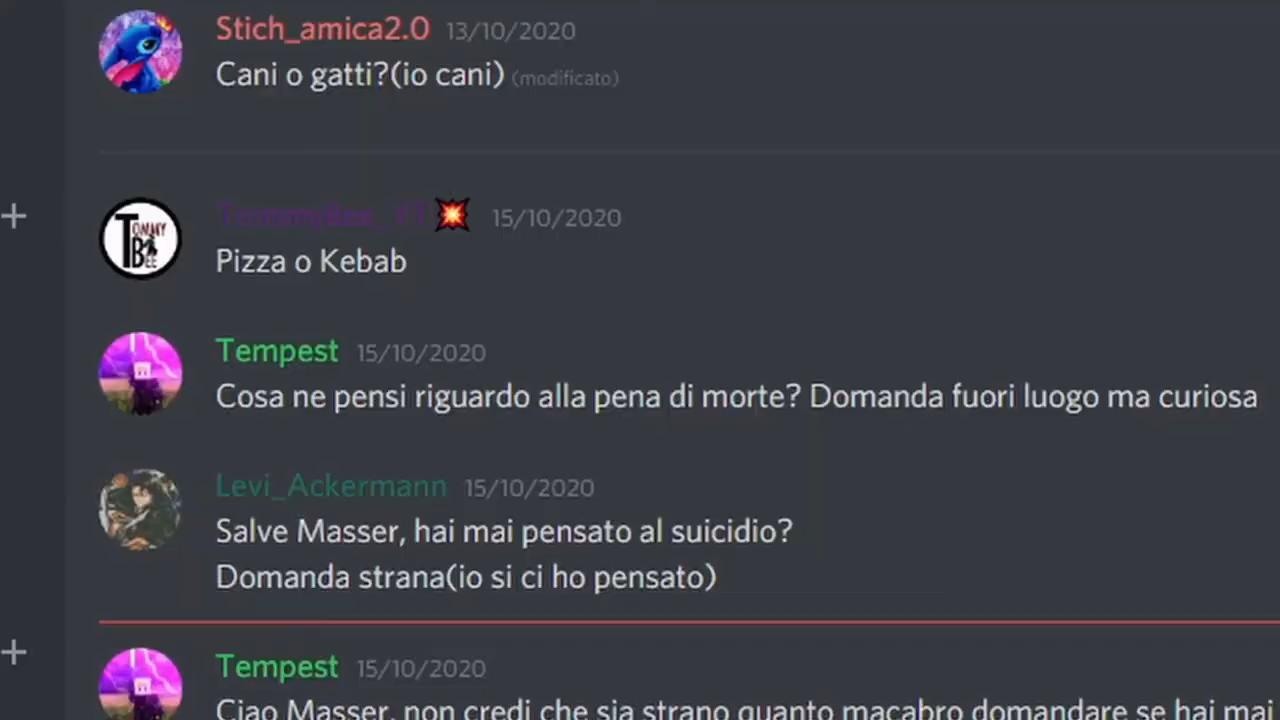 Stich_amica2.0 13/10/2020
Cani o gatti?(io cani) (modificato)
TommyBee_YT 15/10/2020
TOMMY
BEE
Pizza o Kebab
Tempest 15/10/2020
Cosa ne pensi riguardo alla pena di morte? Domanda fuori luogo ma curiosa
Levi_Ackermann 15/10/2020
Salve Masser, hai mai pensato al suicidio?
Domanda strana(io si ci ho pensato)
Tempest 15/10/2020
Ciao Masser, non credi che sia strano quanto macabro domandare se hai mai